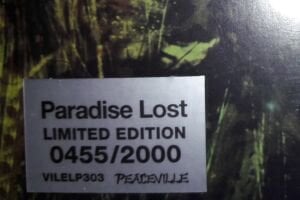 Paradise Lost
LIMITED EDITION
0455/2000
VILELP303 PEACEVILLE